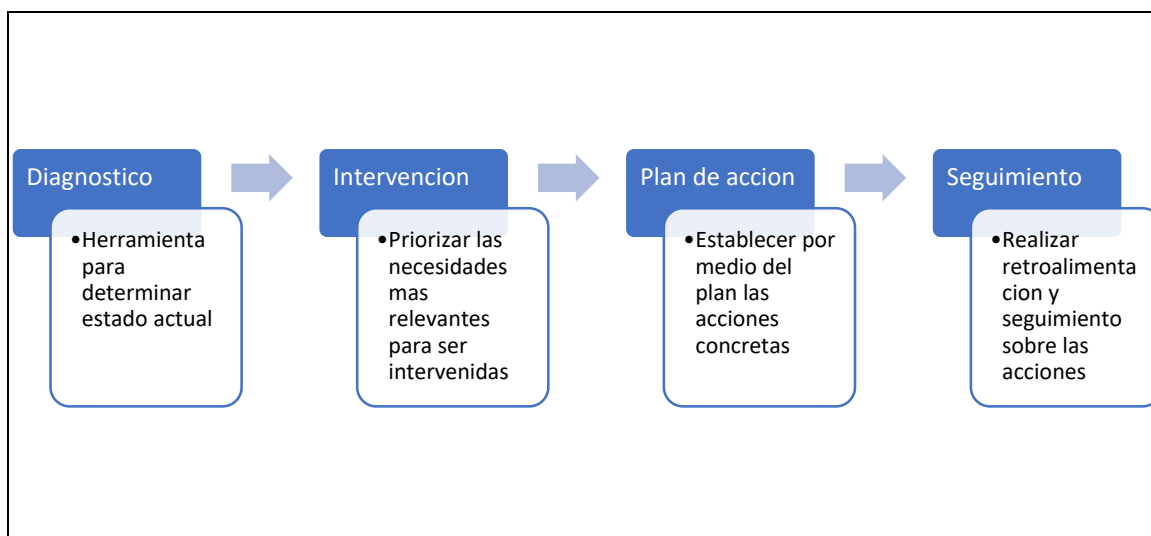 Diagnostico
•Herramienta
para
determinar
estado actual
Intervencion
•Priorizar las
necesidades
mas
relevantes
para ser
intervenidas
Plan de accion
•Establecer por
medio del
plan las
acciones
concretas
Seguimiento
•Realizar
retroalimenta
cion y
seguimiento
sobre las
acciones